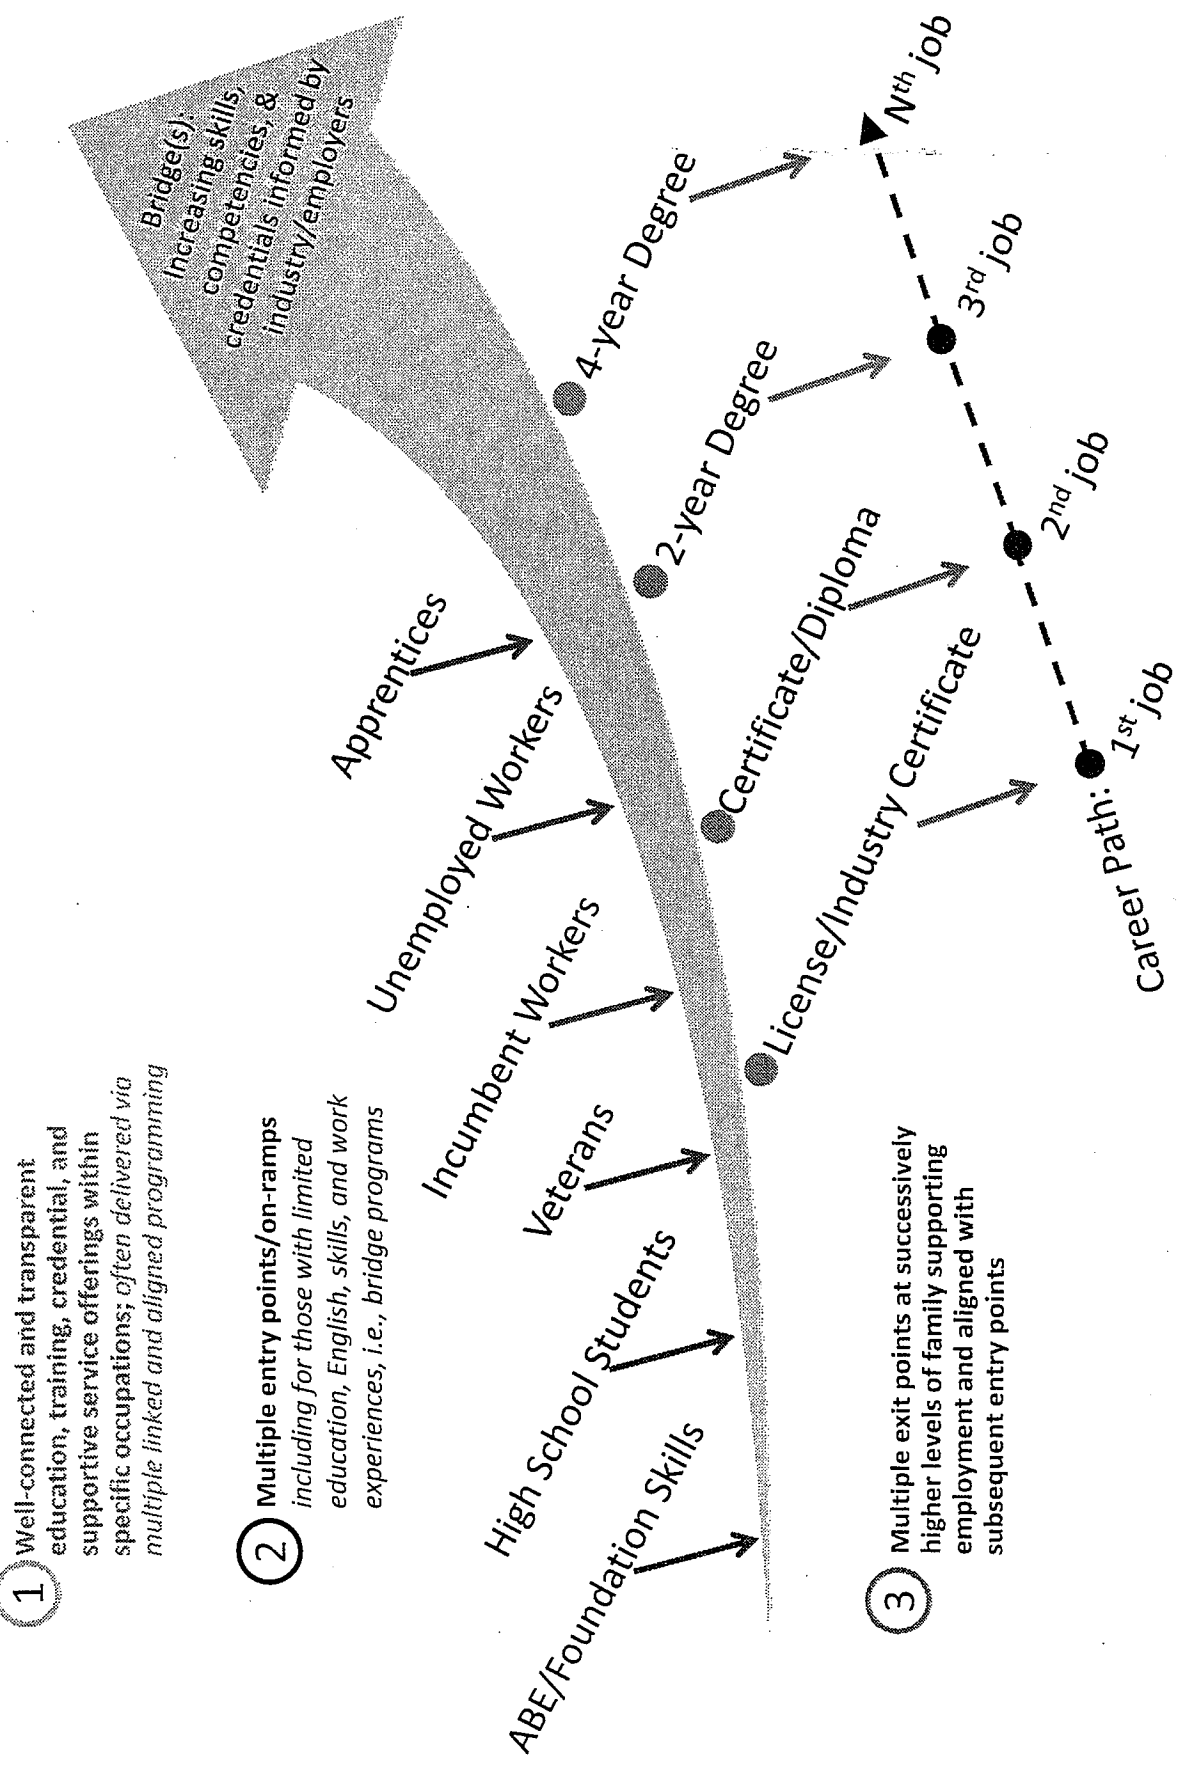 1
Well-connected and transparent
education, training, credential, and
supportive service offerings within
specific occupations; often delivered via
multiple linked and aligned programming
2
Multiple entry points/on-ramps
including for those with limited
education, English, skills, and work
experiences, i.e., bridge programs
ABE/Foundation Skills
High School Students
Veterans
Incumbent Workers
Unemployed Workers
Apprentices
Bridge(s):
Increasing skills,
competencies, &
credentials informed by
industry/employers
License/Industry Certificate
Certificate/Diploma
2-year Degree
4-year Degree
3
Multiple exit points at successively
higher levels of family supporting
employment and aligned with
subsequent entry points
Career Path:
1st job
2nd job
3rd job
Nth job